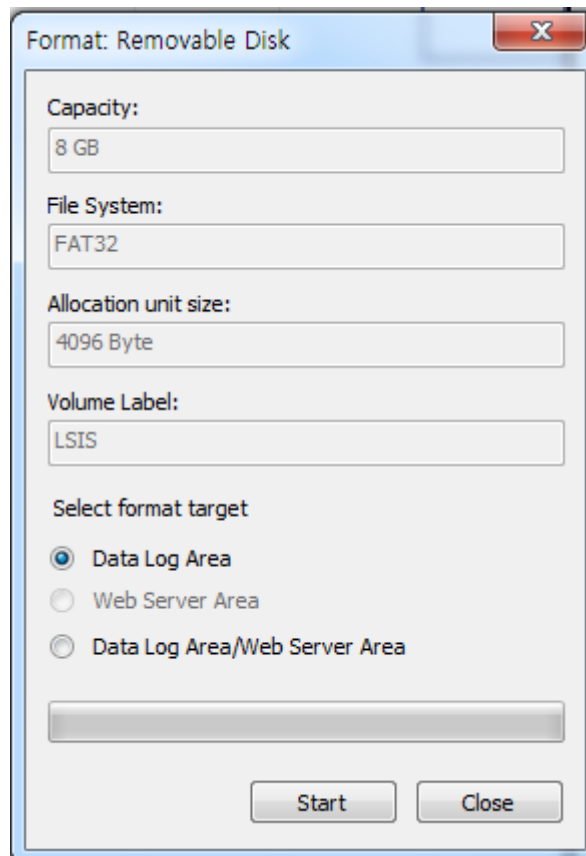 Format: Removable Disk
Capacity:
8 GB
File System:
FAT32
Allocation unit size:
4096 Byte
Volume Label:
LSIS
Select format target
Data Log Area
Web Server Area
Data Log Area/Web Server Area
Start Close